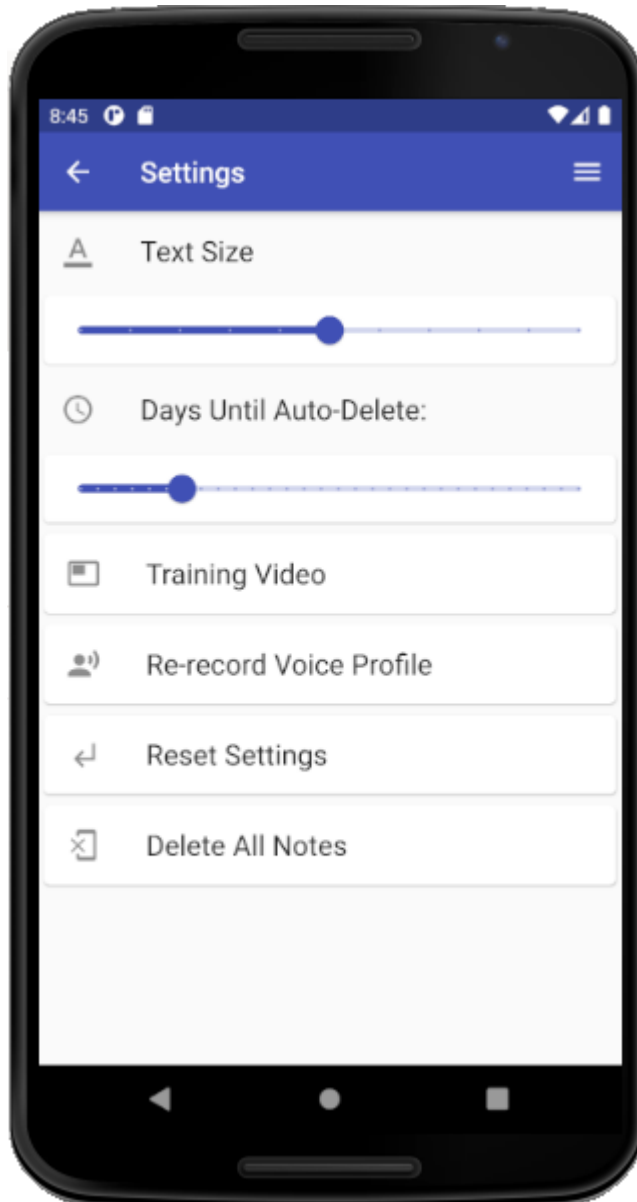 8:45
Settings
A
Text Size
Days Until Auto-Delete:
Training Video
Re-record Voice Profile
Reset Settings
Delete All Notes